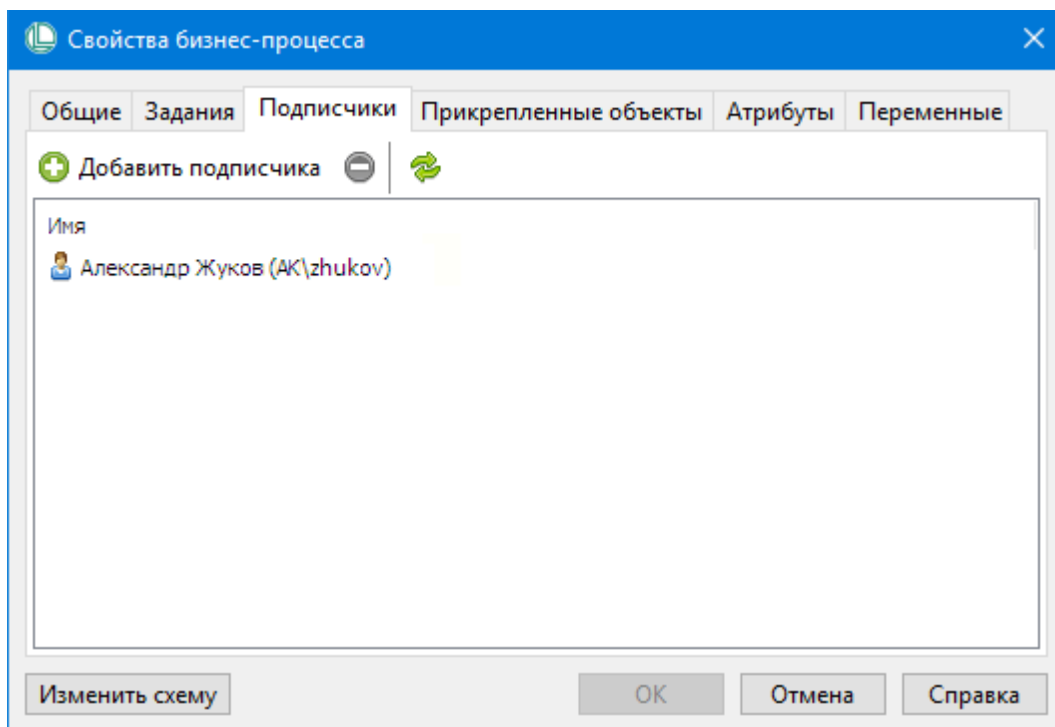 Свойства бизнес-процесса
Общие Задания Подписчики Прикрепленные объекты Атрибуты Переменные
Добавить подписчика
Имя
Александр Жуков (AK\zhukov)
Изменить схему ОК Отмена Справка